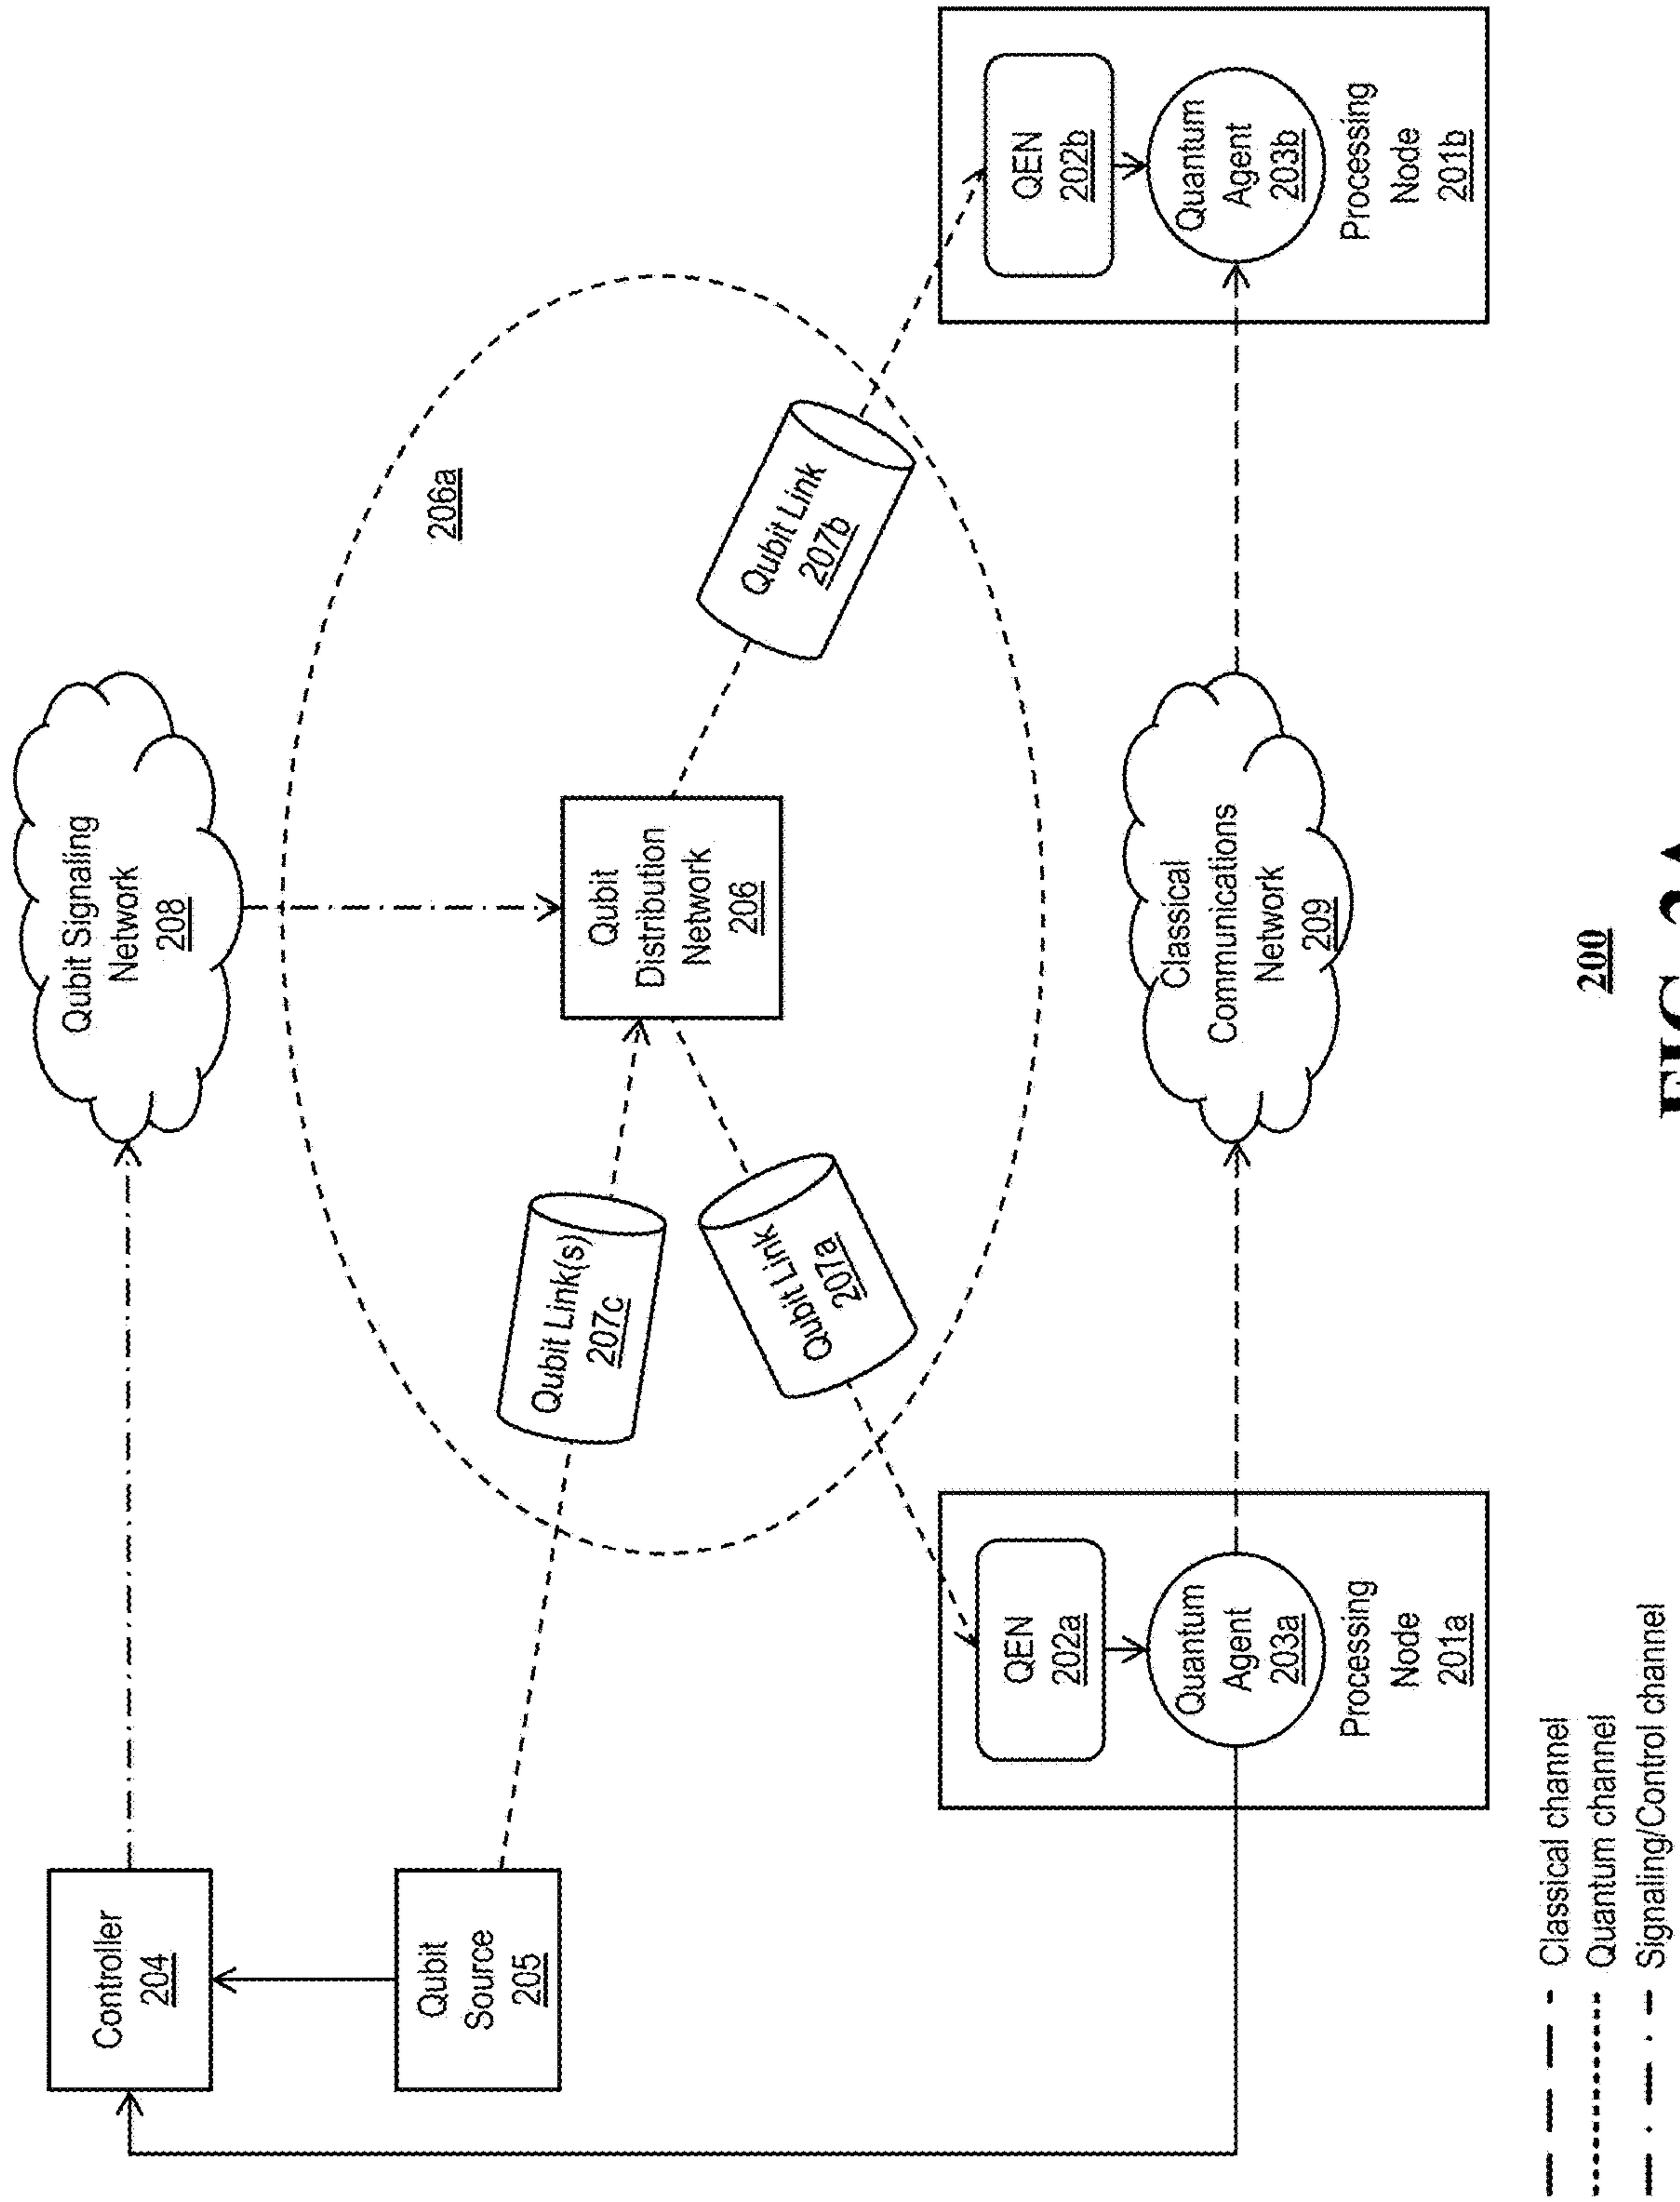 Controller
204
Qubit Signaling
Network
208
Qubit
Source
205
Qubit Link(s)
207c
Qubit
Distribution
Network
206
206a
Qubit Link
207a
Qubit Link
207b
QEN
202a
Quantum
Agent
203a
Processing
Node
201a
Classical
Communications
Network
209
QEN
202b
Quantum
Agent
203b
Processing
Node
201b
Classical channel
Quantum channel
Signaling/Control channel
200